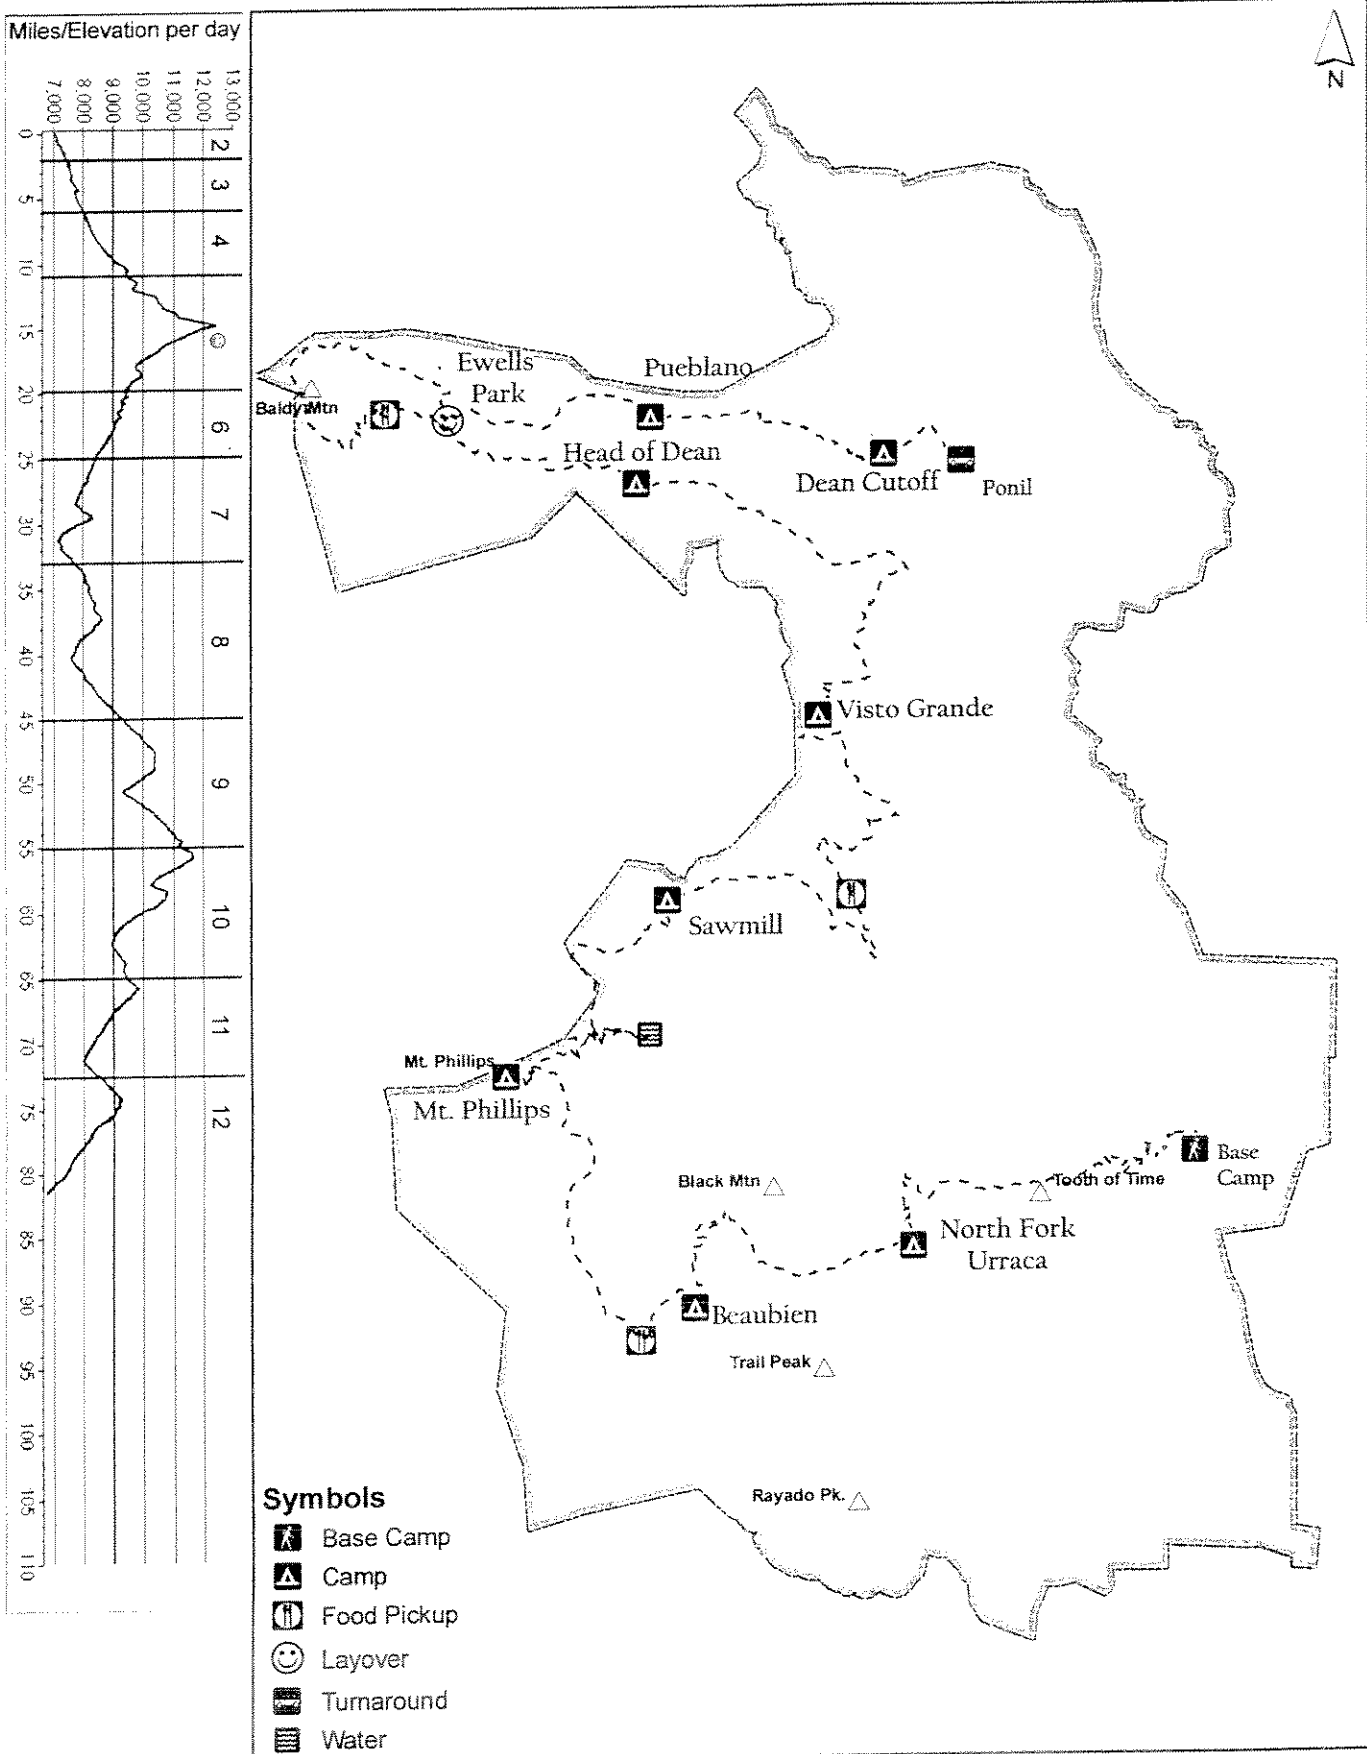 Miles/Elevation per day
13,000
12,000
11,000
10,000
9,000
8,000
7,000
0
5
10
15
20
25
30
35
40
45
50
55
60
65
70
75
80
85
90
95
100
105
110
2
3
4
6
7
8
9
10
11
12
N
Ewells
Park
Pueblano
Baldy Mtn
Head of Dean
Dean Cutoff
Ponil
Visto Grande
Sawmill
Mt. Phillips
Mt. Phillips
Black Mtn
Tooth of Time
Base
Camp
North Fork
Urraca
Beaubien
Trail Peak
Rayado Pk.
Symbols
Base Camp
Camp
Food Pickup
Layover
Turnaround
Water